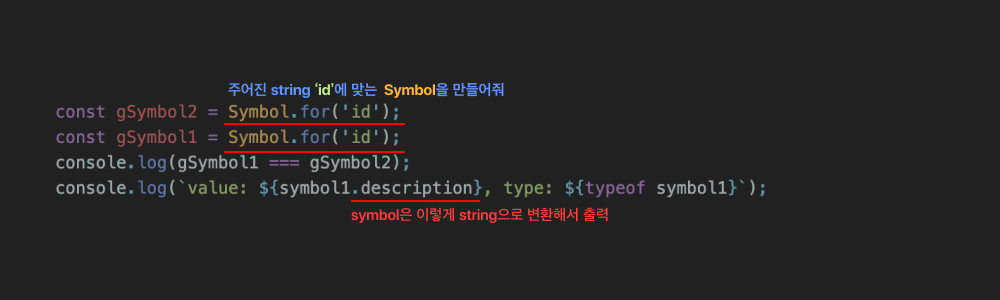 주어진 string ‘id’에 맞는 Symbol을 만들어줘
const gSymbol2 = Symbol.for('id');
const gSymbol1 = Symbol.for('id');
console.log(gSymbol1 === gSymbol2);
console.log(`value: ${symbol1.description}, type: ${typeof symbol1}`);
symbol은 이렇게 string으로 변환해서 출력